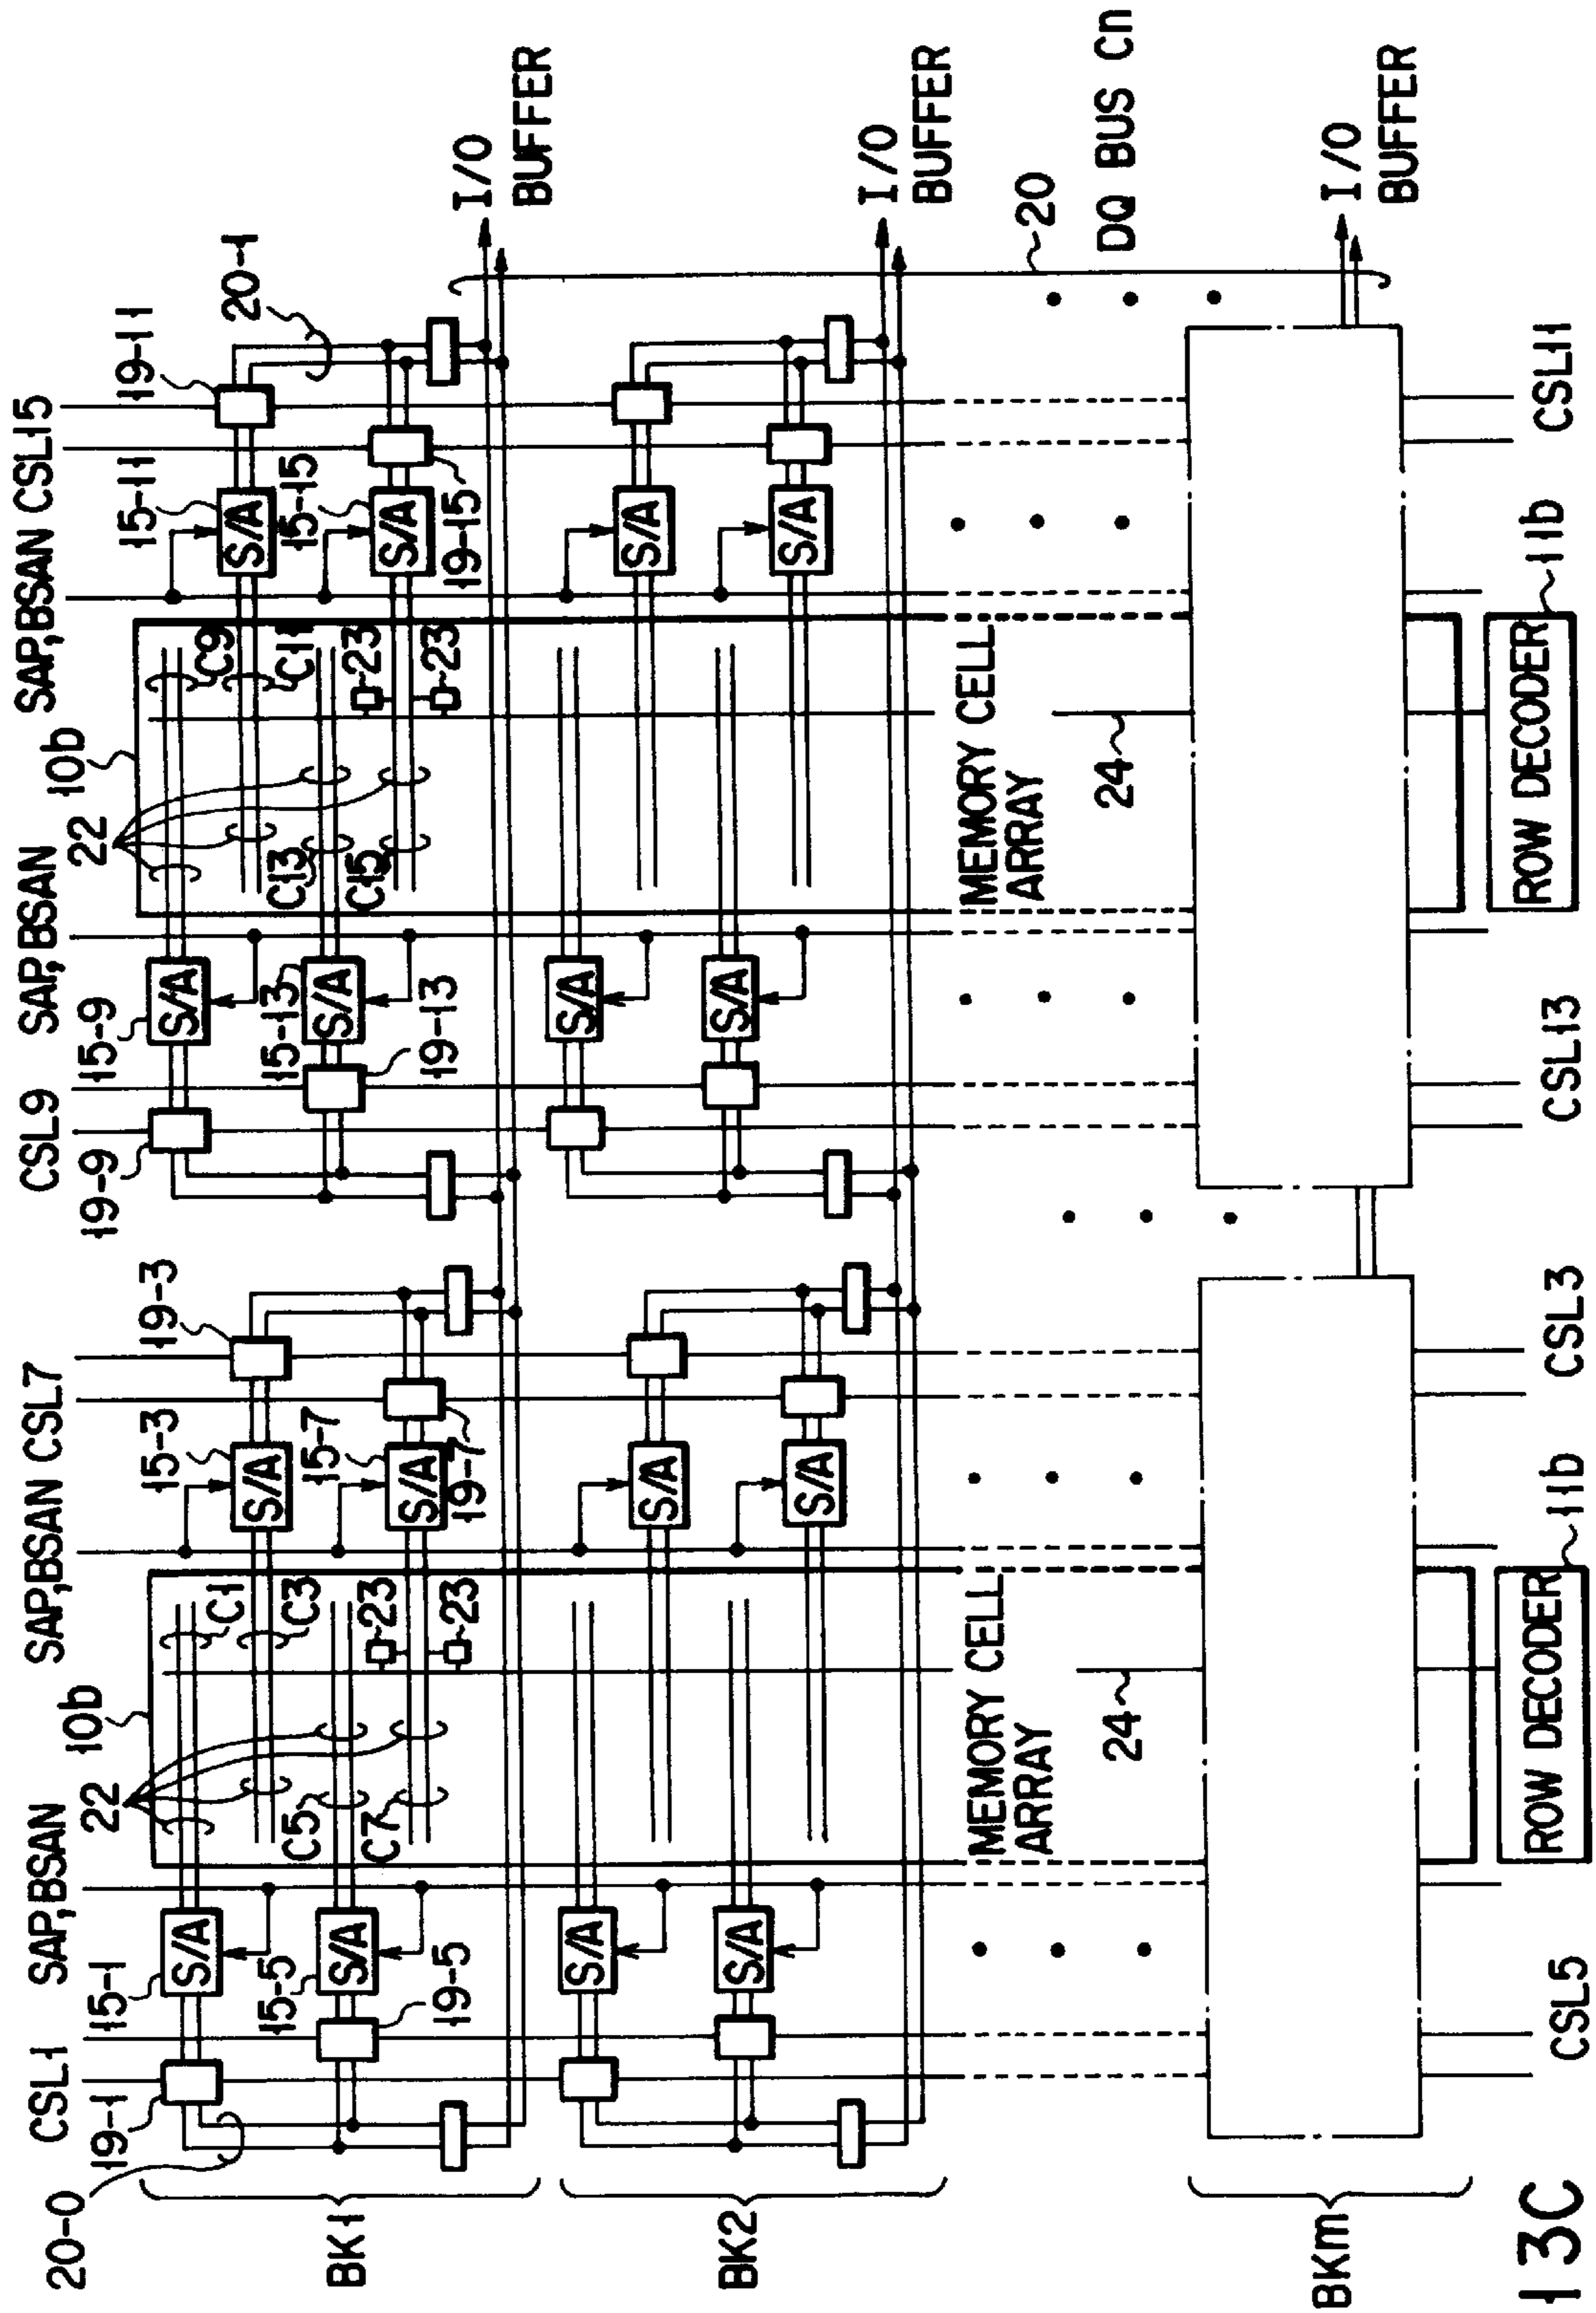 CSL1
SAP,BSAN
SAP,BSAN CSL7
CSL9
SAP,BSAN
SAP,BSAN CSL15
20-0
19-1
15-1
22
10b
15-3
19-3
19-9
15-9
22
10b
15-11
19-11
20-1
S/A
C1
S/A
S/A
C9
S/A
C3
C11
I/O
BUFFER
BK1
15-5
S/A
19-5
C5
C7
23
23
15-7
S/A
19-7
15-13
S/A
19-13
C13
C15
23
23
15-15
S/A
19-15
BK2
S/A
S/A
S/A
S/A
I/O
BUFFER
S/A
S/A
S/A
S/A
MEMORY CELL
ARRAY
MEMORY CELL
ARRAY
20
DQ BUS Cn
24
24
BKm
I/O
BUFFER
CSL5
ROW DECODER
11b
CSL3
CSL13
ROW DECODER
11b
CSL11
13C